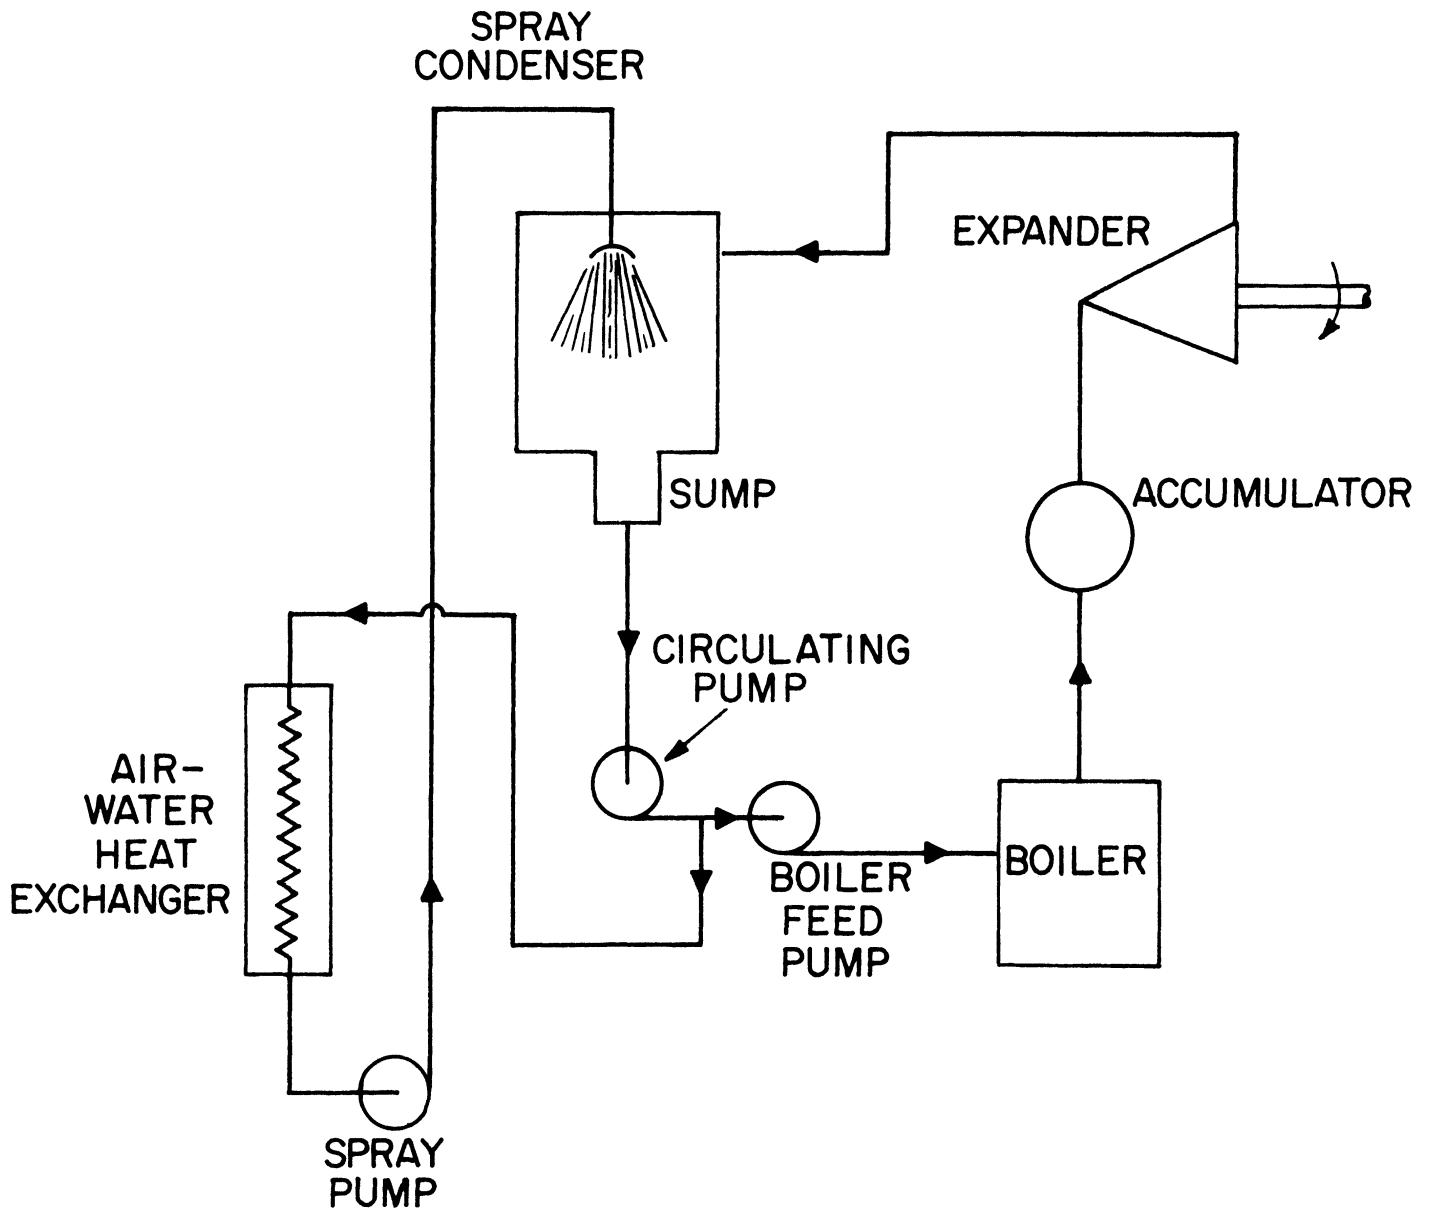 SPRAY
CONDENSER
EXPANDER
SUMP
ACCUMULATOR
CIRCULATING
PUMP
AIR-
WATER
HEAT
EXCHANGER
BOILER
BOILER
FEED
PUMP
SPRAY
PUMP